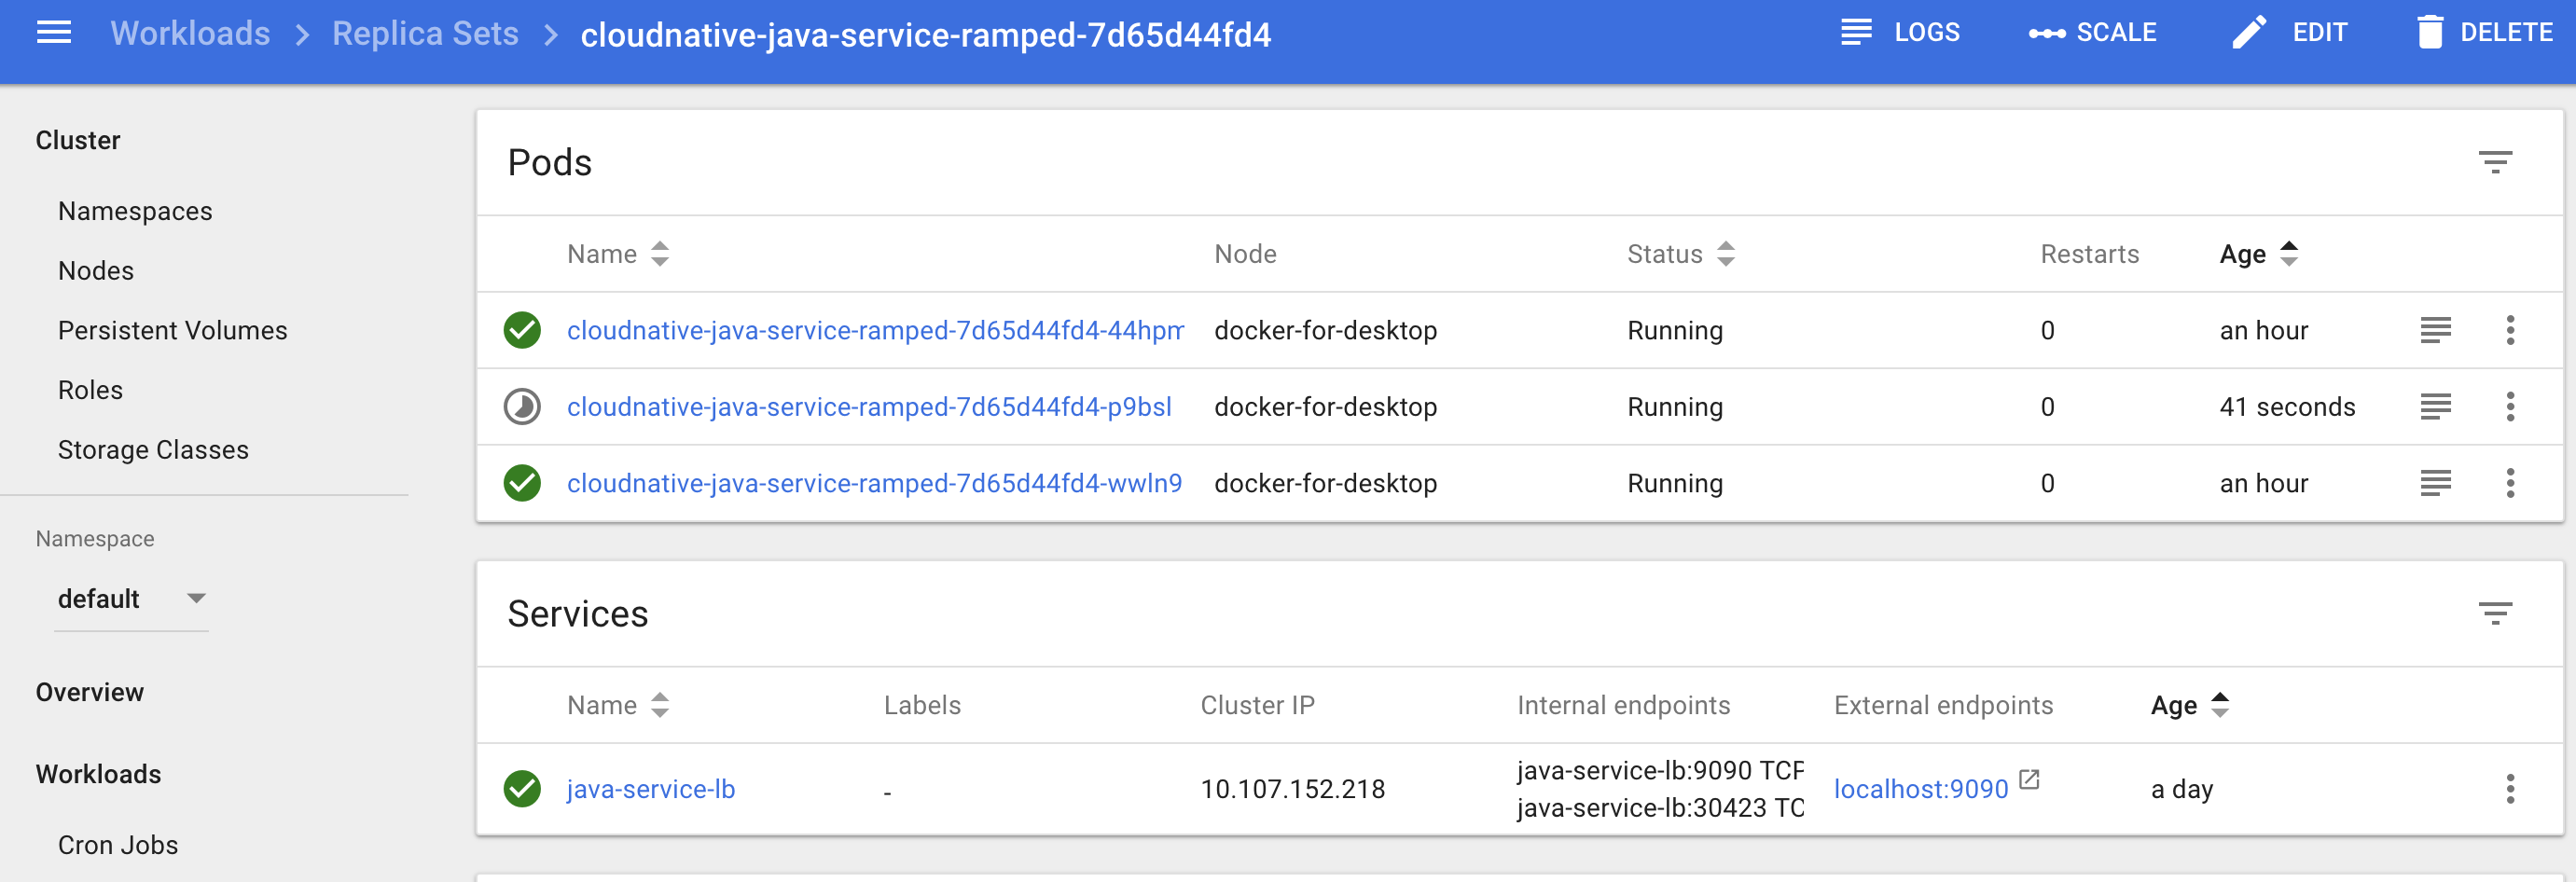 Workloads > Replica Sets > cloudnative-java-service-ramped-7d65d44fd4 LOGS SCALE EDIT DELETE
Cluster
Namespaces
Nodes
Persistent Volumes
Roles
Storage Classes
Namespace
default
Overview
Workloads
Cron Jobs
Pods
Name Node Status Restarts Age
cloudnative-java-service-ramped-7d65d44fd4-44hpm docker-for-desktop Running 0 an hour
cloudnative-java-service-ramped-7d65d44fd4-p9bsl docker-for-desktop Running 0 41 seconds
cloudnative-java-service-ramped-7d65d44fd4-wwln9 docker-for-desktop Running 0 an hour
Services
Name Labels Cluster IP Internal endpoints External endpoints Age
java-service-lb - 10.107.152.218 java-service-lb:9090 TCP localhost:9090 a day
java-service-lb:30423 TC